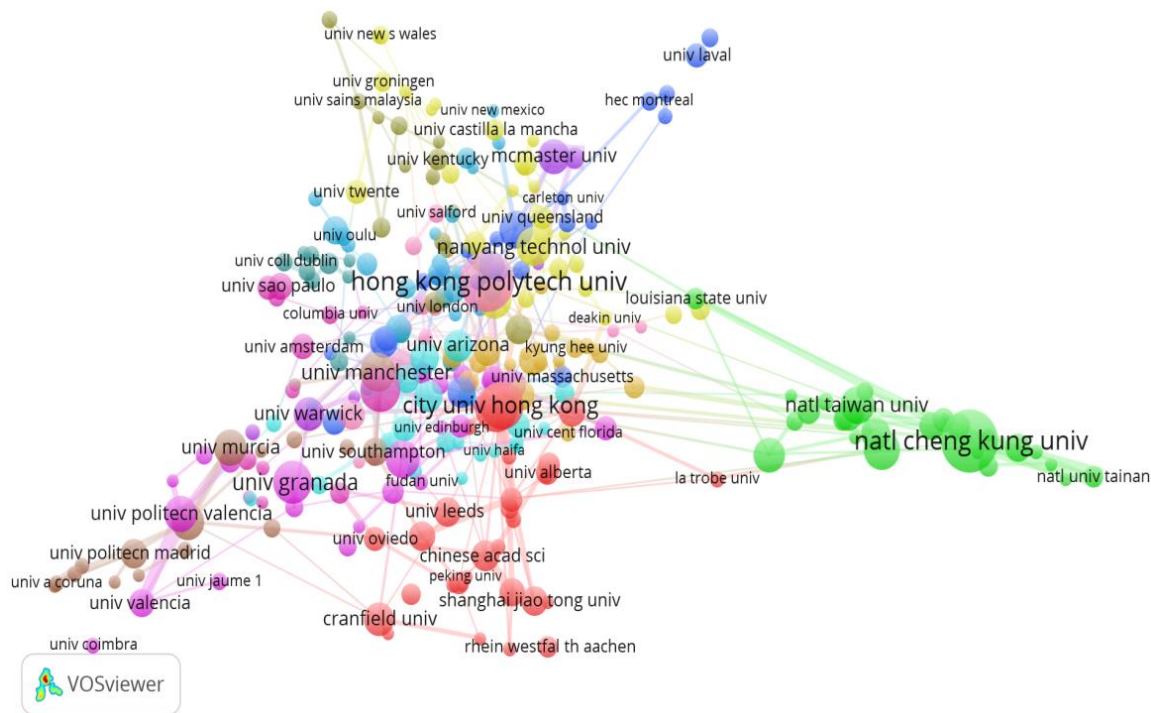 univ new s wales
univ laval
univ groningen
univ sains malaysia
hec montreal
univ new mexico
univ castilla la mancha
univ kentucky
mcmaster univ
univ twente
carleton univ
univ salford
univ queensland
univ oulu
nanyang technol univ
univ coll dublin
hong kong polytech univ
univ sao paulo
louisiana state univ
univ london
columbia univ
deakin univ
univ amsterdam
univ arizona
kyung hee univ
univ manchester
univ massachusetts
city univ hong kong
natl taiwan univ
univ warwick
univ edinburgh
univ cent florida
natl cheng kung univ
univ murcia
univ southampton
univ haifa
univ alberta
la trobe univ
natl univ tainan
univ granada
fudan univ
univ politecn valencia
univ leeds
univ oviedo
univ politecn madrid
chinese acad sci
peking univ
univ a coruna
univ jaume 1
univ valencia
shanghai jiao tong univ
cranfield univ
univ coimbra
rhein westfal th aachen
VOSviewer